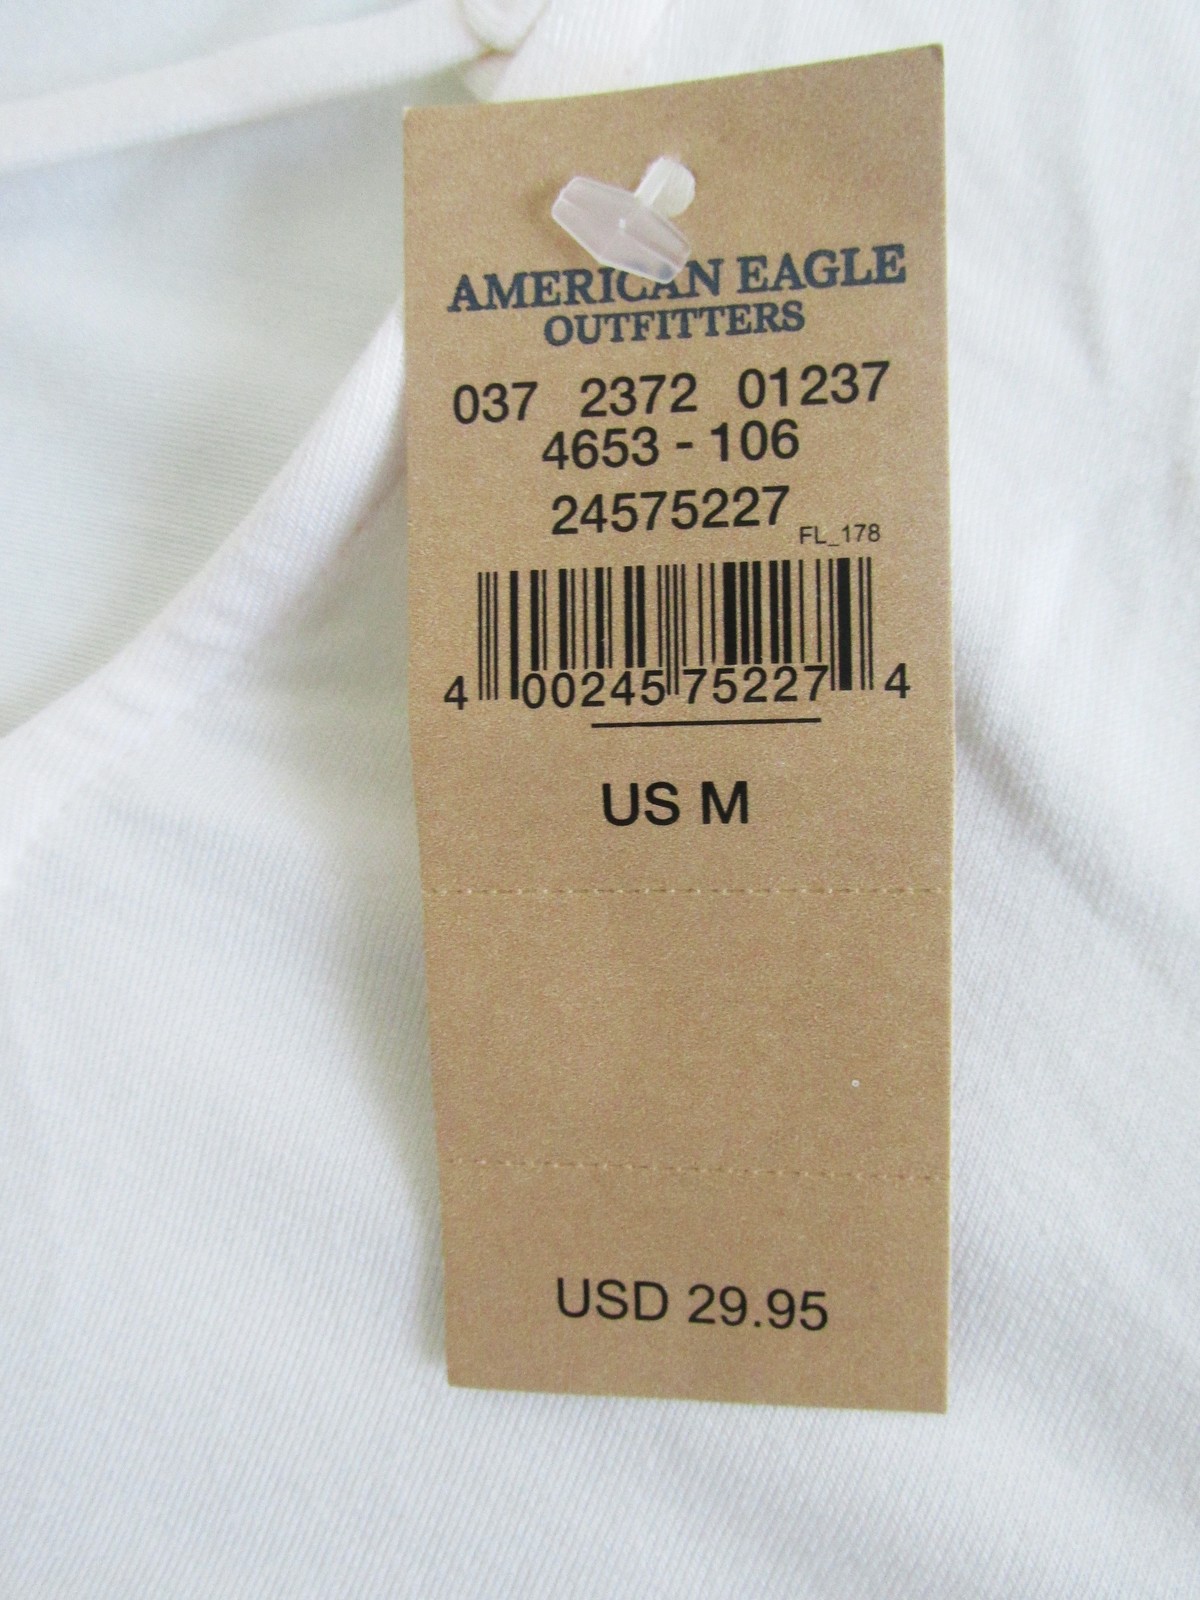 AMERICAN EAGLE
OUTFITTERS
037 2372 01237
4653 - 106
24575227
FL_178
4 00245 75227 4
US M
USD 29.95